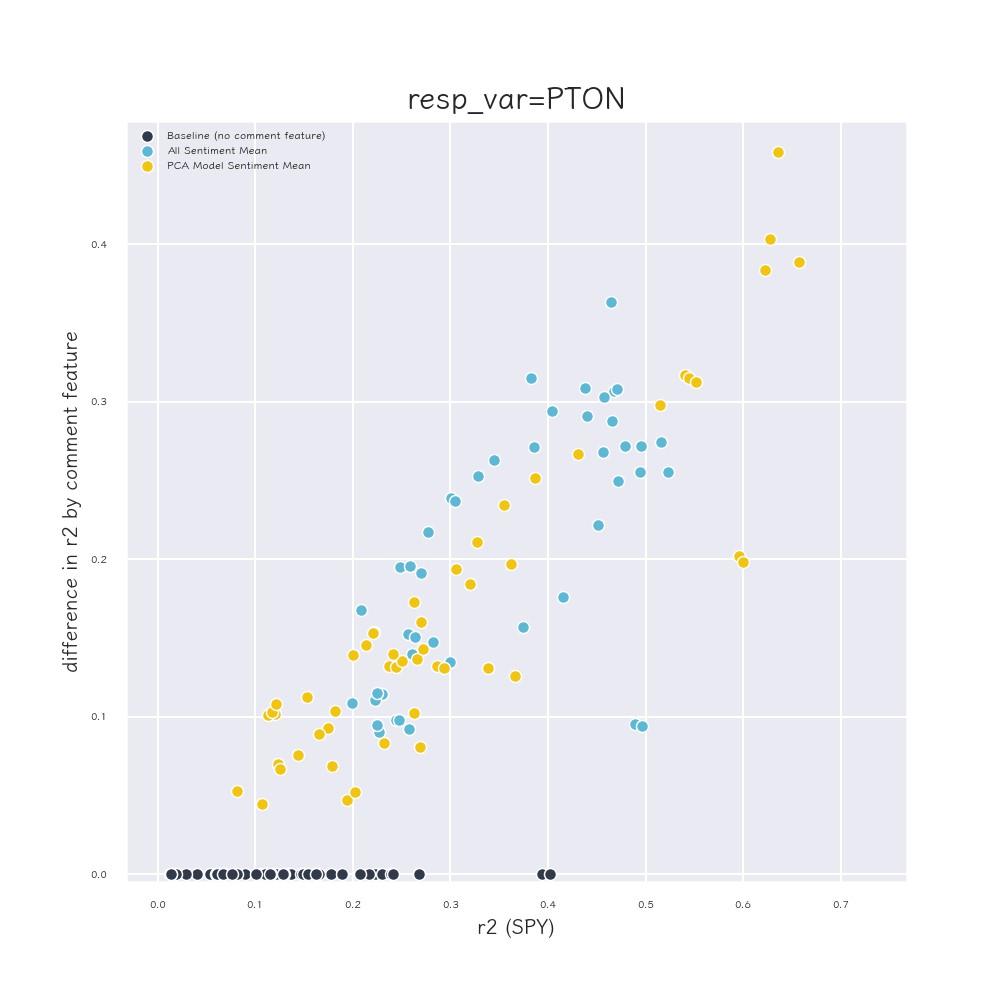 resp_var=PTON
Baseline (no comment feature)
All Sentiment Mean
PCA Model Sentiment Mean
difference in r2 by comment feature
0.4
0.3
0.2
0.1
0.0
0.0 0.1 0.2 0.3 0.4 0.5 0.6 0.7
r2 (SPY)